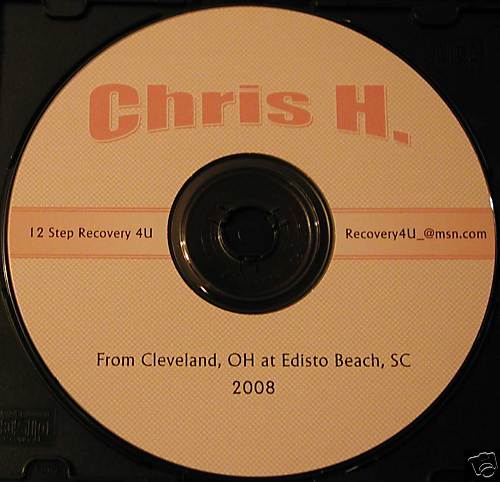 Chris H.
12 Step Recovery 4U
Recovery4U_@msn.com
From Cleveland, OH at Edisto Beach, SC
2008